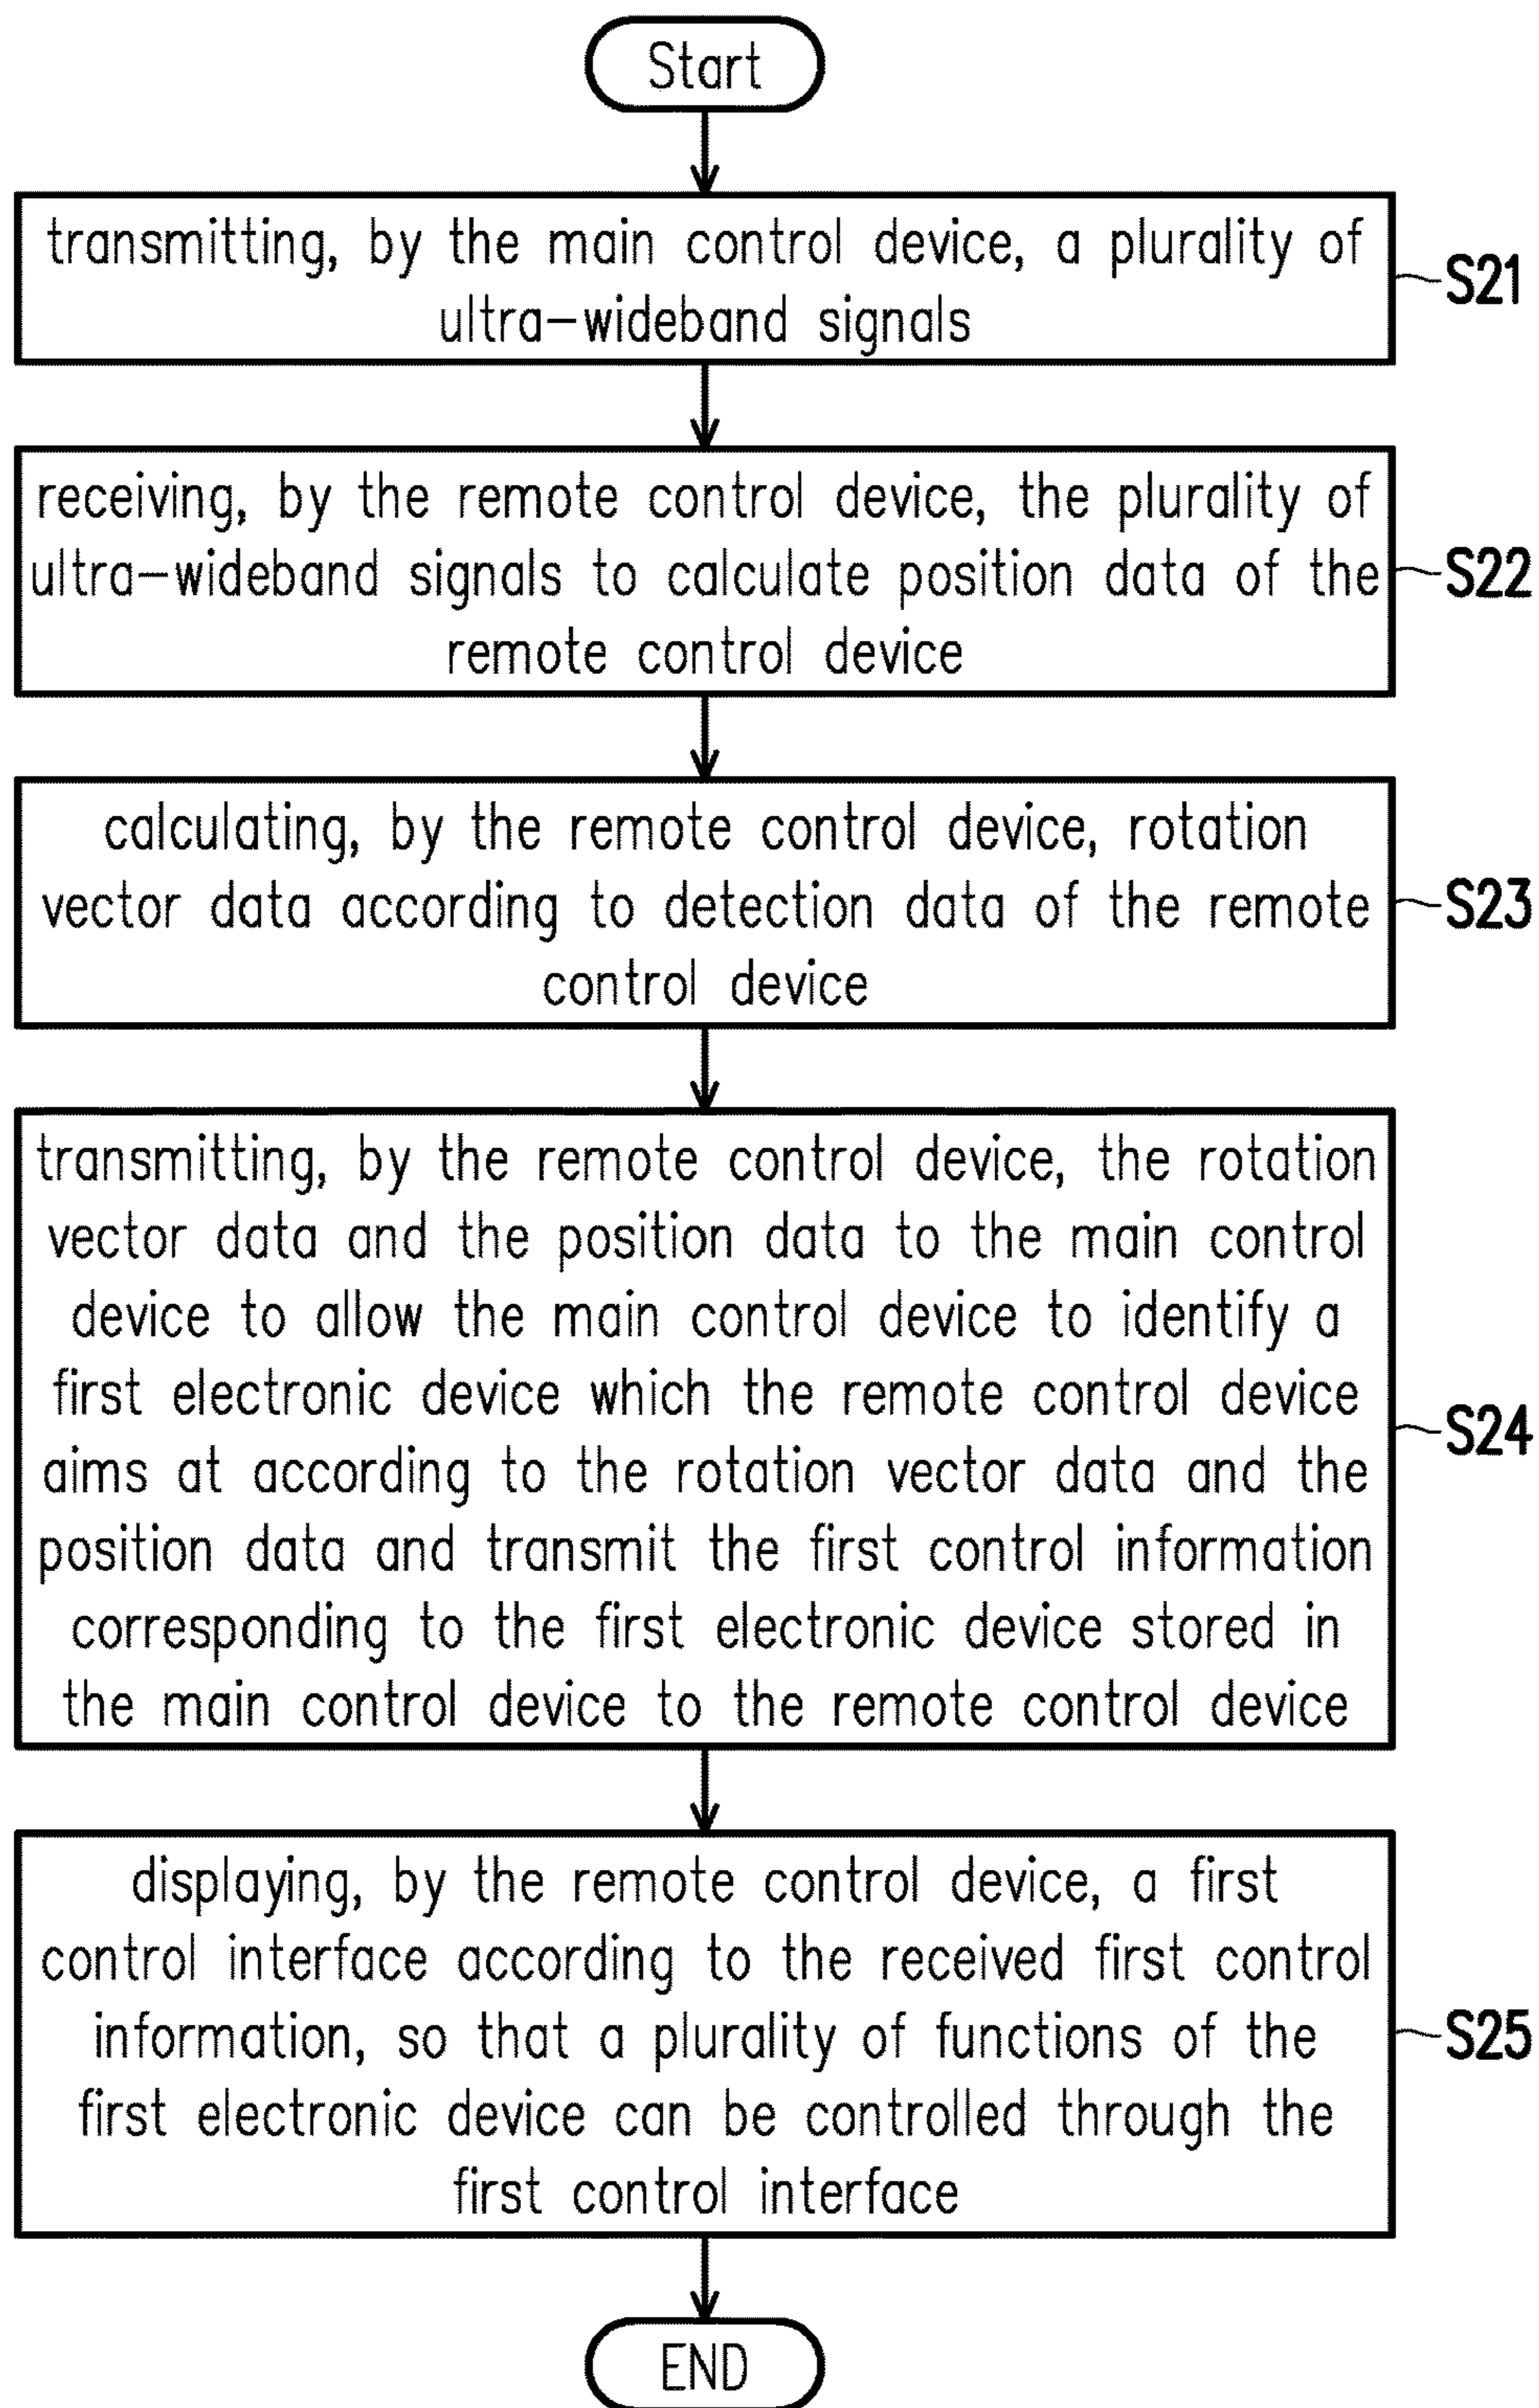 Start
transmitting, by the main control device, a plurality of
ultra-wideband signals
S21
receiving, by the remote control device, the plurality of
ultra-wideband signals to calculate position data of the
remote control device
S22
calculating, by the remote control device, rotation
vector data according to detection data of the remote
control device
S23
transmitting, by the remote control device, the rotation
vector data and the position data to the main control
device to allow the main control device to identify a
first electronic device which the remote control device
aims at according to the rotation vector data and the
position data and transmit the first control information
corresponding to the first electronic device stored in
the main control device to the remote control device
S24
displaying, by the remote control device, a first
control interface according to the received first control
information, so that a plurality of functions of the
first electronic device can be controlled through the
first control interface
S25
END